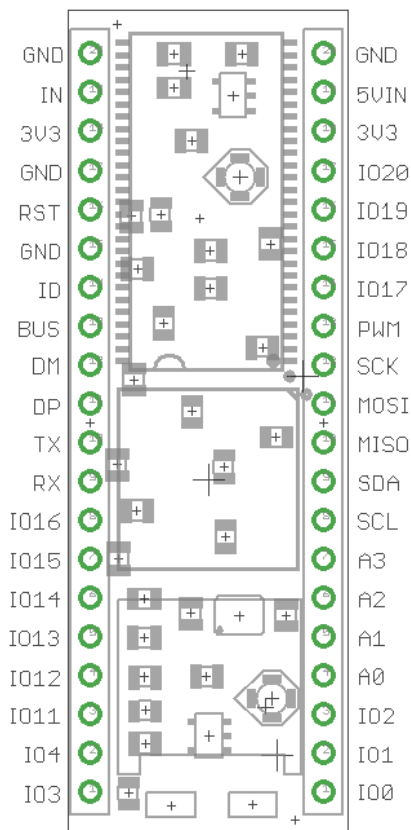 GND GND
IN 5VIN
3V3 3V3
GND IO20
RST IO19
GND IO18
ID IO17
BUS PWM
DM SCK
DP MOSI
TX MISO
RX SDA
IO16 SCL
IO15 A3
IO14 A2
IO13 A1
IO12 A0
IO11 IO2
IO4 IO1
IO3 IO0